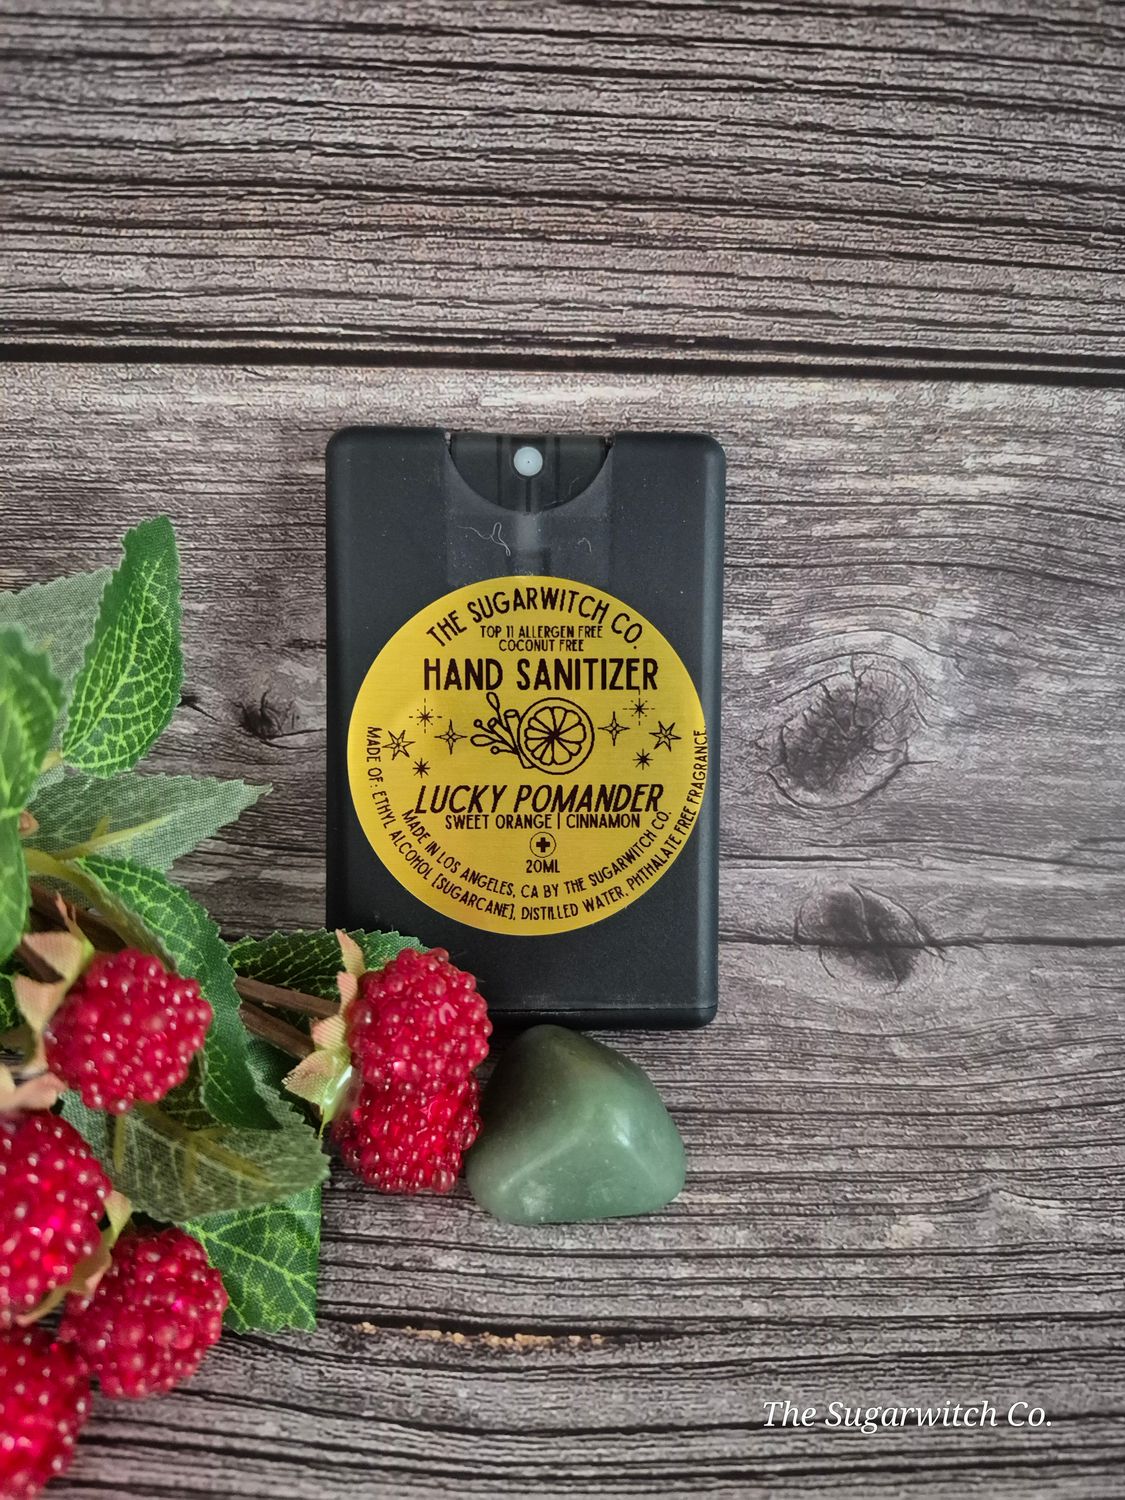 THE SUGARWITCH CO.
TOP 11 ALLERGEN FREE
COCONUT FREE
HAND SANITIZER
LUCKY POMANDER
SWEET ORANGE | CINNAMON
20ML
MADE IN LOS ANGELES, CA BY THE SUGARWITCH CO.
MADE OF: ETHYL ALCOHOL [SUGARCANE], DISTILLED WATER, PHTHALATE FREE FRAGRANCE
The Sugarwitch Co.